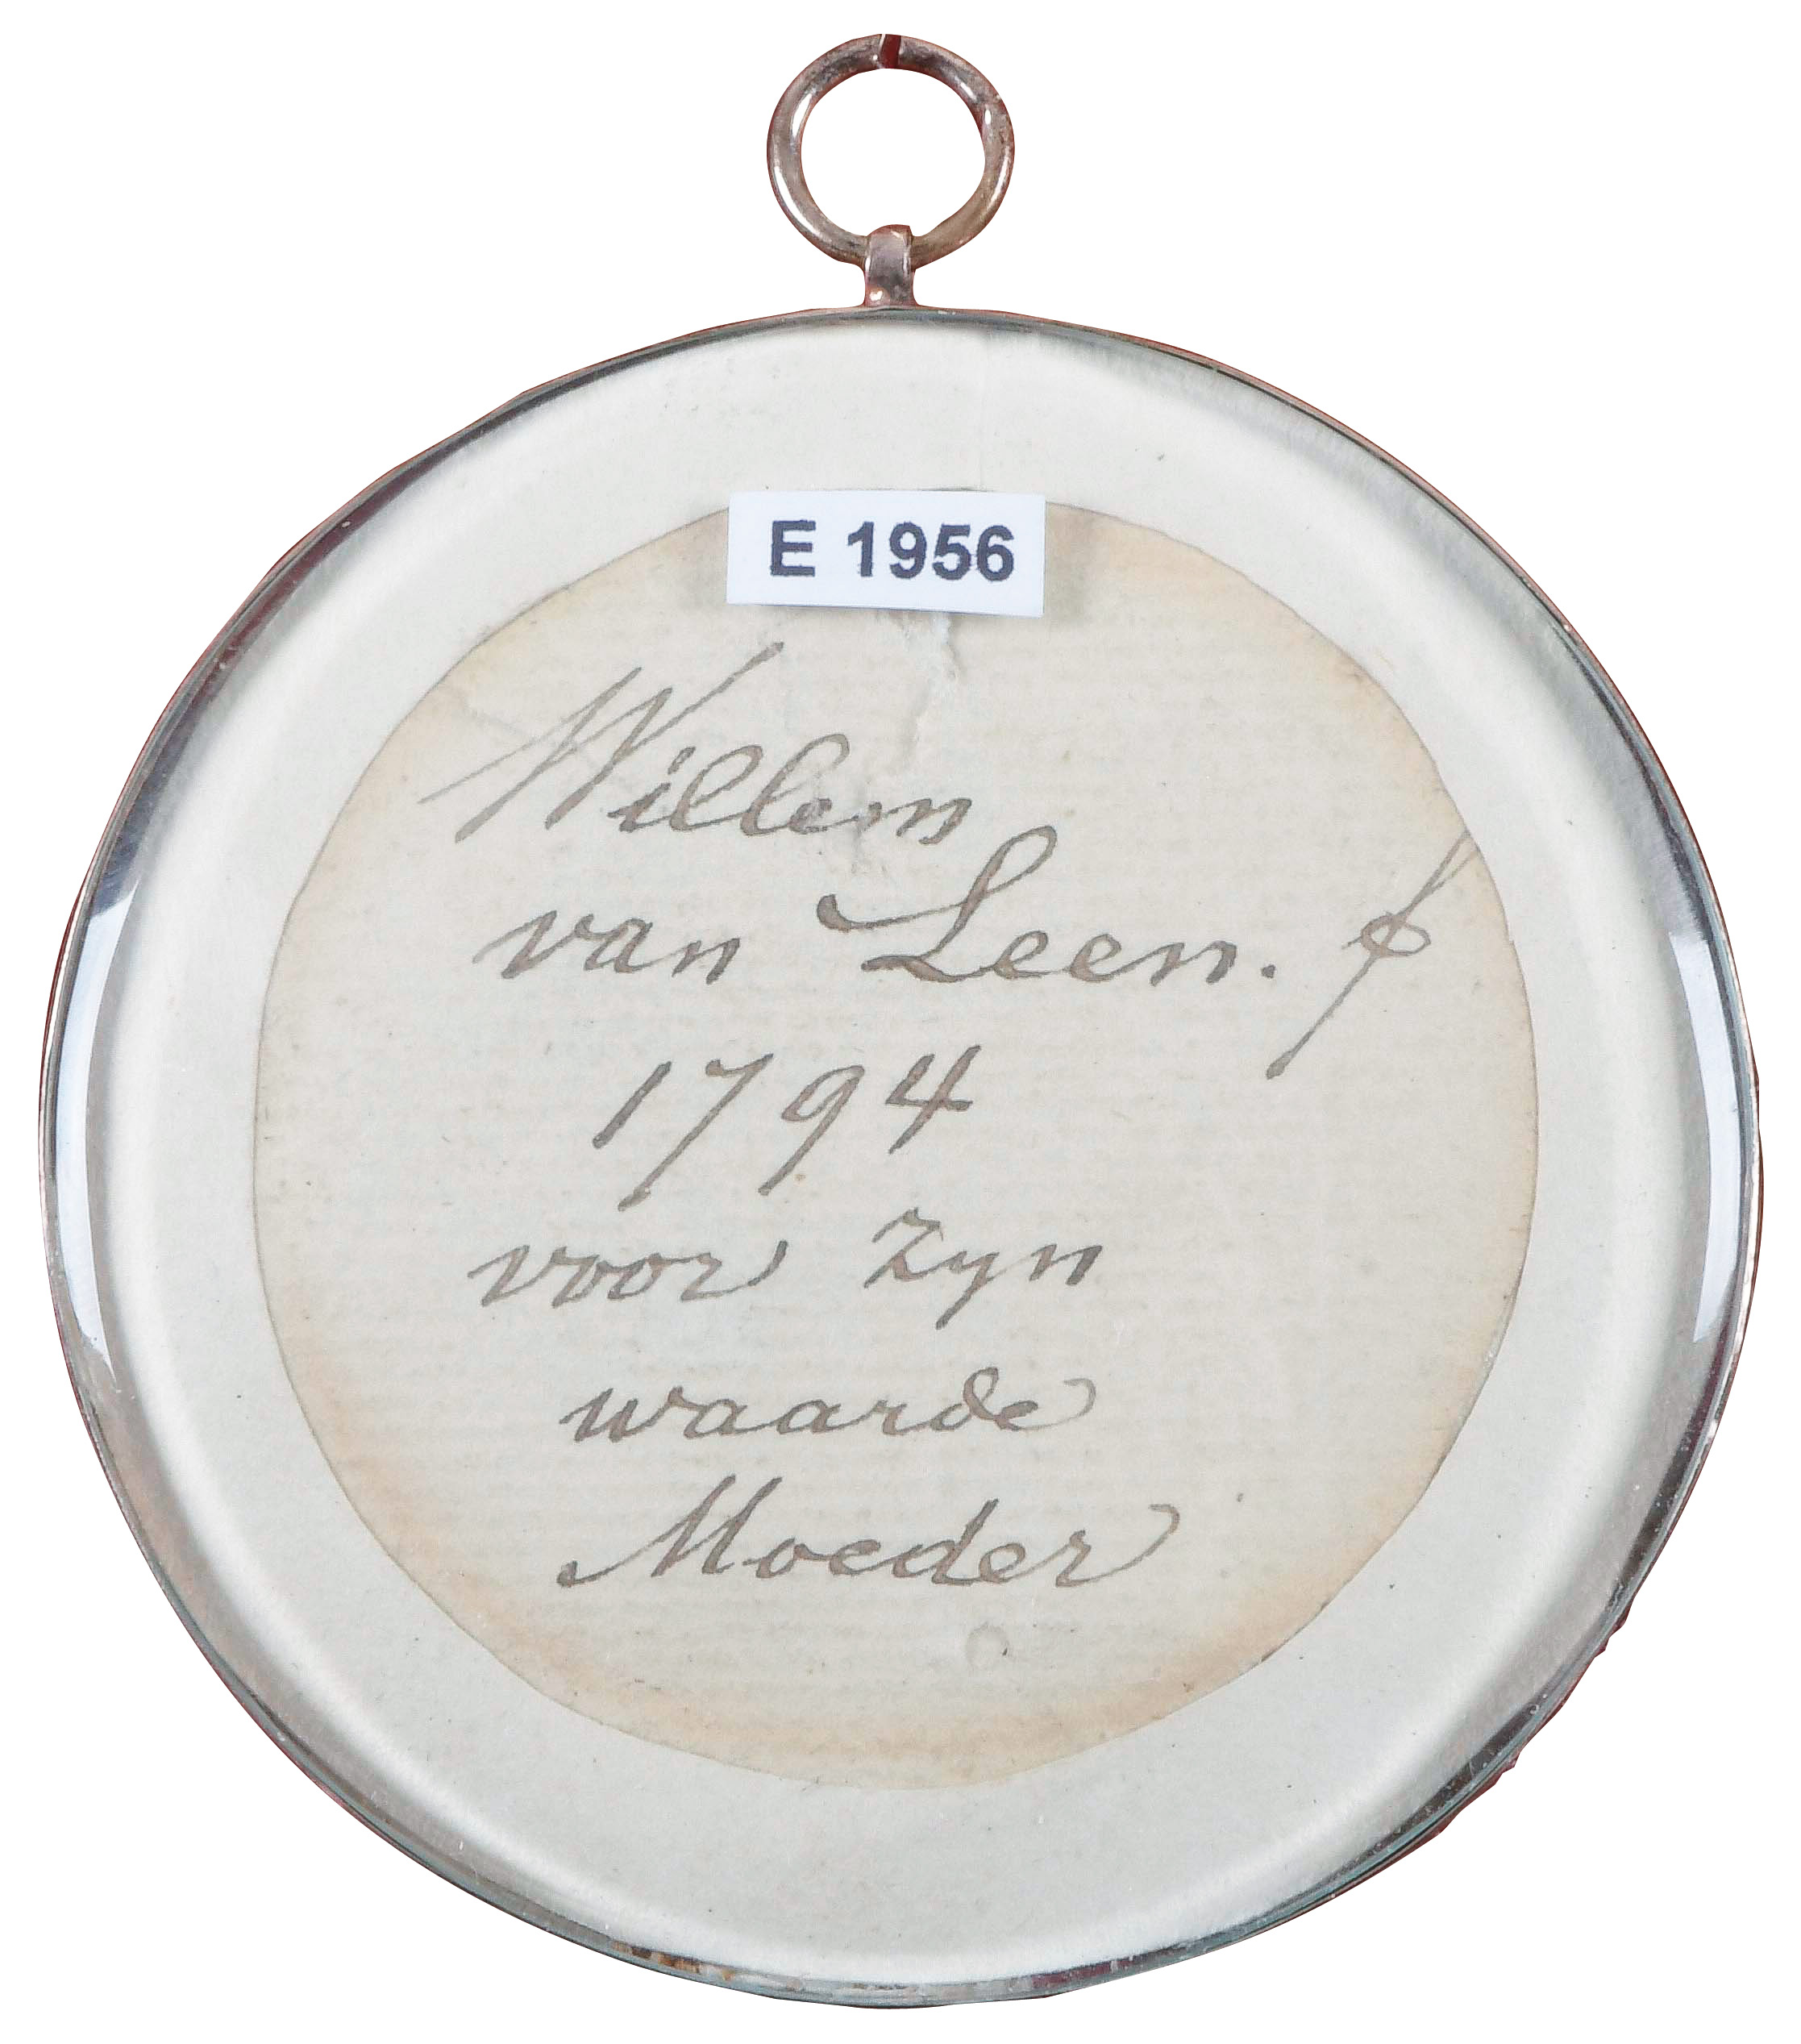 E 1956
Willem
van Leen. f
1794
voor zyn
waarde
Moeder